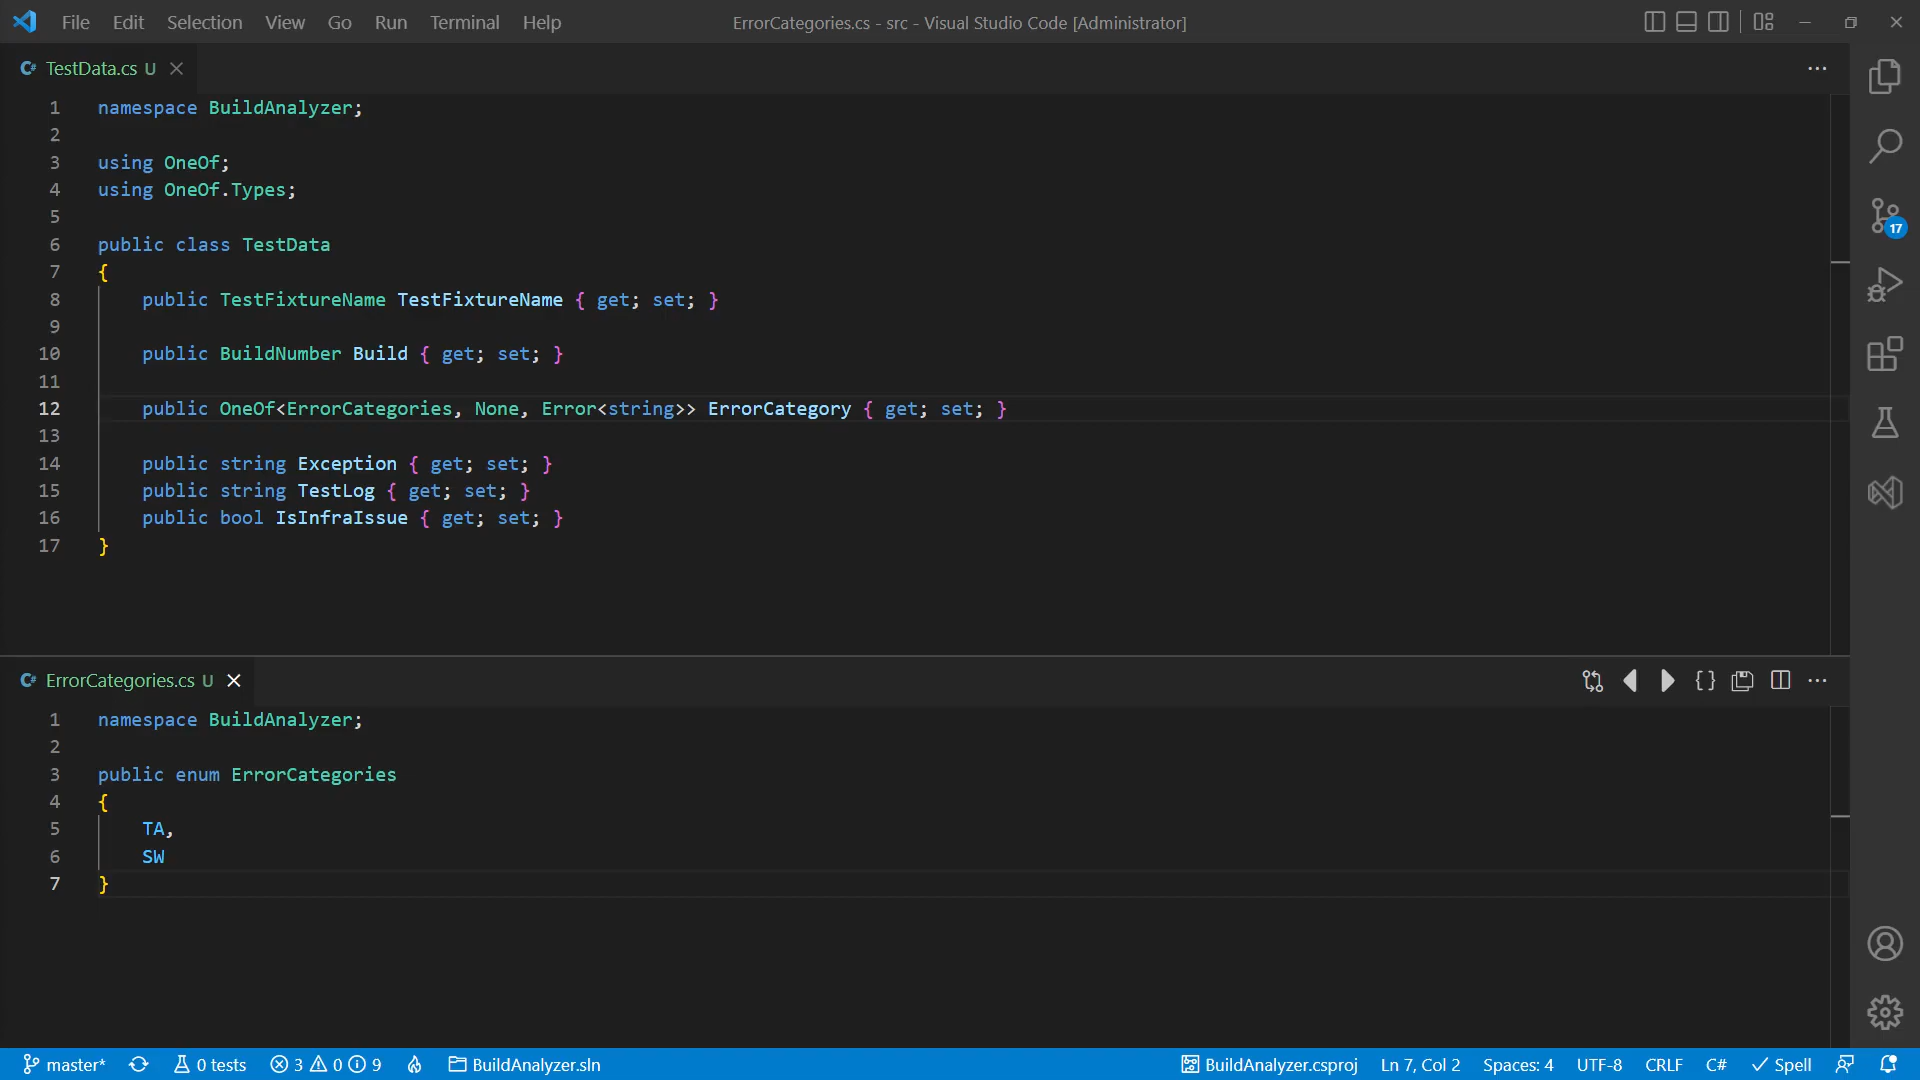 File Edit Selection View Go Run Terminal Help ErrorCategories.cs - src - Visual Studio Code [Administrator]
TestData.cs U
1 namespace BuildAnalyzer;
2
3 using OneOf;
4 using OneOf.Types;
5
6 public class TestData
7 {
8 public TestFixtureName TestFixtureName { get; set; }
9
10 public BuildNumber Build { get; set; }
11
12 public OneOf<ErrorCategories, None, Error<string>> ErrorCategory { get; set; }
13
14 public string Exception { get; set; }
15 public string TestLog { get; set; }
16 public bool IsInfraIssue { get; set; }
17 }
17
ErrorCategories.cs U
1 namespace BuildAnalyzer;
2
3 public enum ErrorCategories
4 {
5 TA,
6 SW
7 }
master* 0 tests 3 0 9 BuildAnalyzer.sln BuildAnalyzer.csproj Ln 7, Col 2 Spaces: 4 UTF-8 CRLF C# Spell